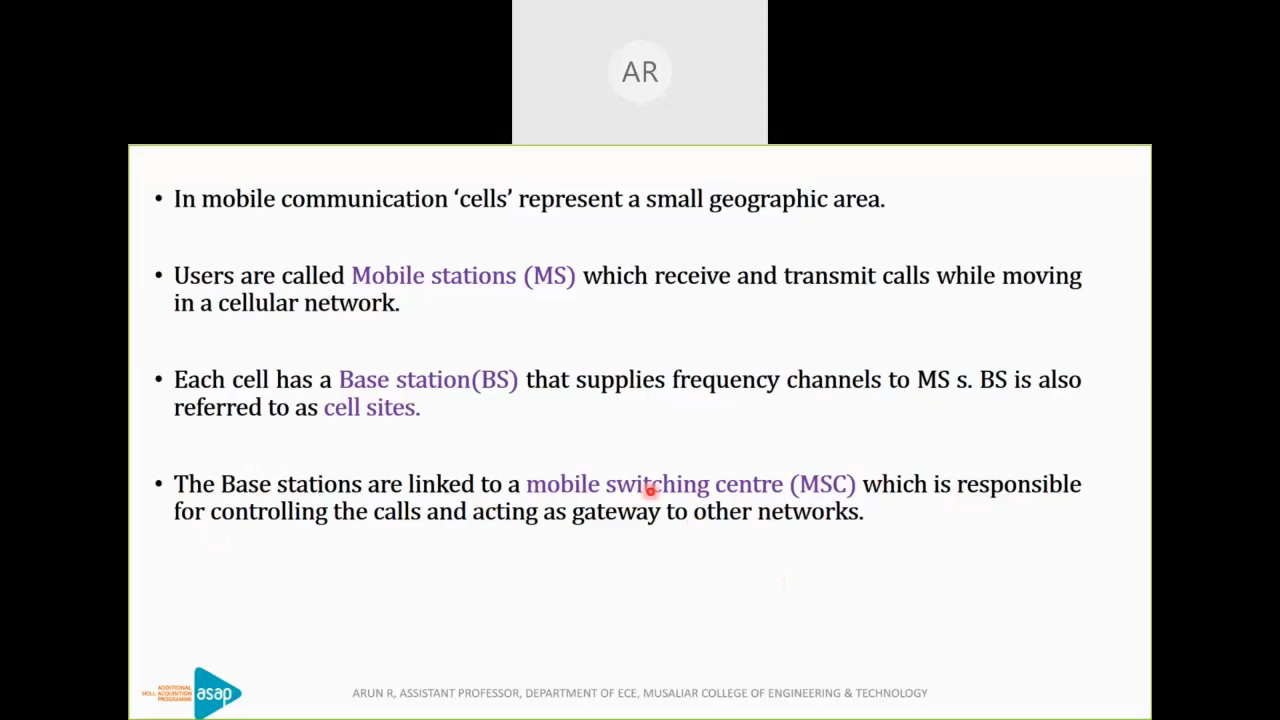 AR
• In mobile communication ‘cells’ represent a small geographic area.
• Users are called Mobile stations (MS) which receive and transmit calls while moving
in a cellular network.
• Each cell has a Base station(BS) that supplies frequency channels to MS s. BS is also
referred to as cell sites.
• The Base stations are linked to a mobile switching centre (MSC) which is responsible
for controlling the calls and acting as gateway to other networks.
ADDITIONAL
SKILL ACQUISITION
PROGRAMME
asap
ARUN R, ASSISTANT PROFESSOR, DEPARTMENT OF ECE, MUSALIAR COLLEGE OF ENGINEERING & TECHNOLOGY